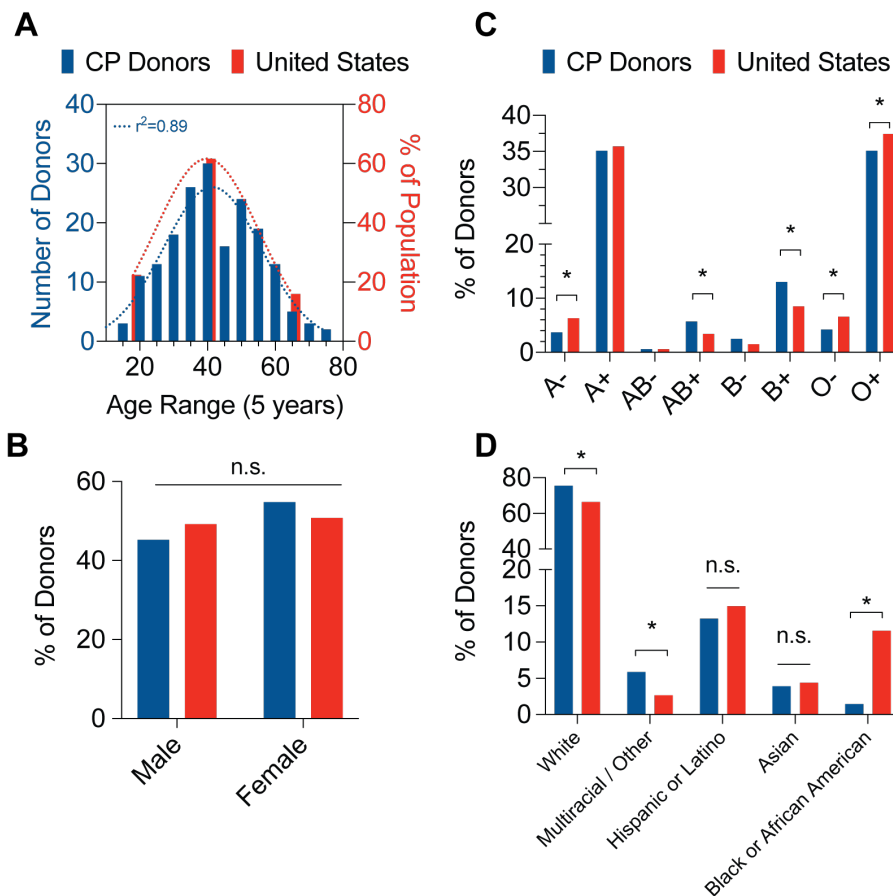 A
CP Donors United States
r²=0.89
Number of Donors
40
30
20
10
0
% of Population
80
60
40
20
0
20 40 60 80
Age Range (5 years)
B
n.s.
% of Donors
60
40
20
0
Male Female
C
CP Donors United States
% of Donors
40
35
30
20
10
0
* * * * *
A- A+ AB- AB+ B- B+ O- O+
D
% of Donors
80
60
40
20
15
10
5
0
* * n.s. n.s. *
White
Multiracial / Other
Hispanic or Latino
Asian
Black or African American